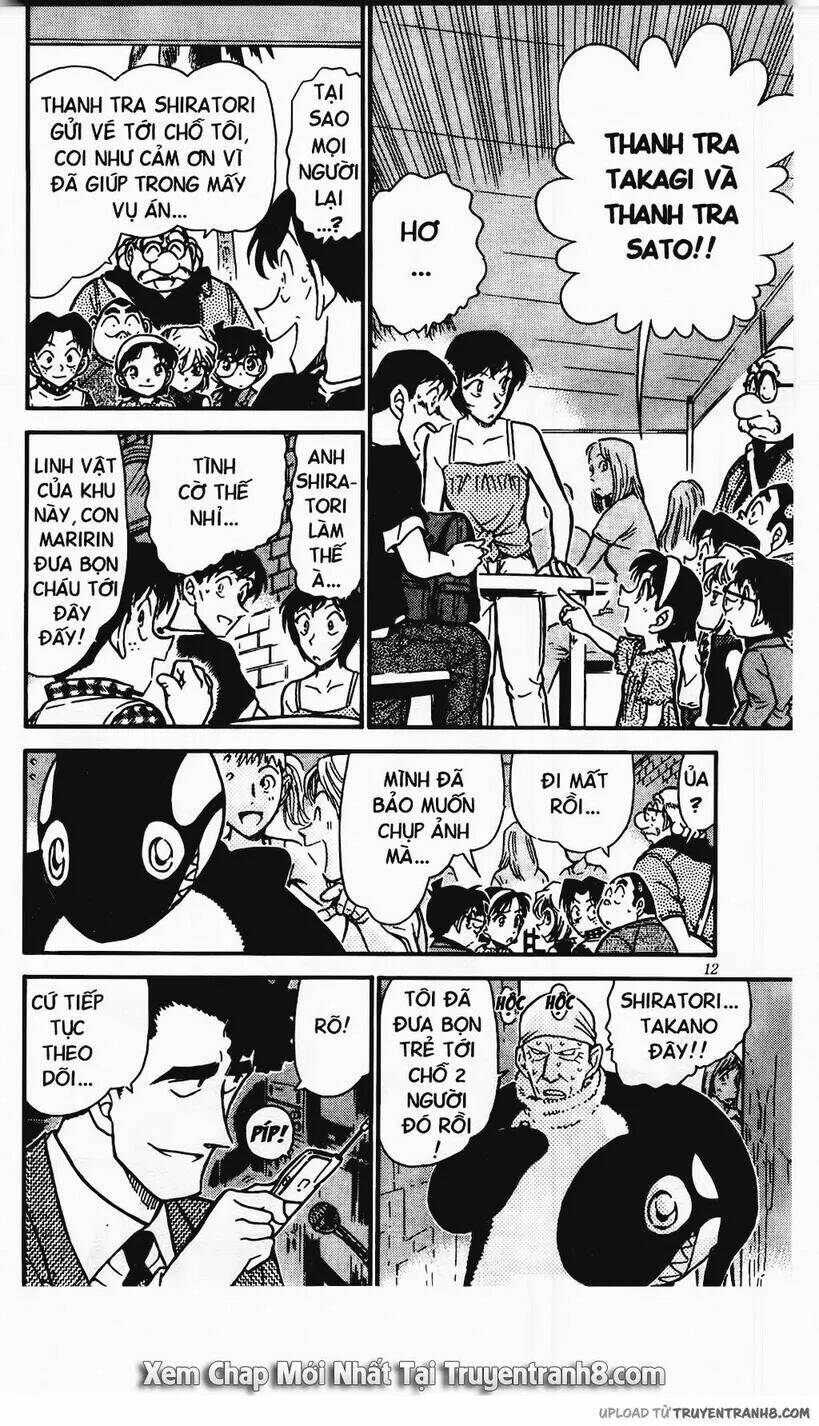 THANH TRA
TAKAGI VÀ
THANH TRA
SATO!!
HƠ
...
TẠI
SAO
MỌI
NGƯỜI
LẠI
...?
THANH TRA SHIRATORI
GỬI VÉ TỚI CHỖ TÔI,
COI NHƯ CẢM ƠN VÌ
ĐÃ GIÚP TRONG MẤY
VỤ ÁN...
ANH
SHIRA-
TORI
LÀM
THẾ
À...
TÌNH
CỜ THẾ
NHỈ...
LINH VẬT
CỦA KHU
NÀY, CON
MARIRIN
ĐƯA BỌN
CHÁU TỚI
ĐÂY
ĐẤY!
ỦA
?
ĐI MẤT
RỒI...
MÌNH ĐÃ
BẢO MUỐN
CHỤP ẢNH
MÀ...
12
SHIRATORI...
TAKANO
ĐÂY!!
HỘC
HỘC
TÔI ĐÃ
ĐƯA BỌN
TRẺ TỚI
CHỖ 2
NGƯỜI
ĐÓ RỒI
!
RÕ!
PÍP!
CỨ TIẾP
TỤC
THEO
DÕI...
Xem Chap Mới Nhất Tại Truyentranh8.com
UPLOAD TỪ TRUYENTRANH8.COM